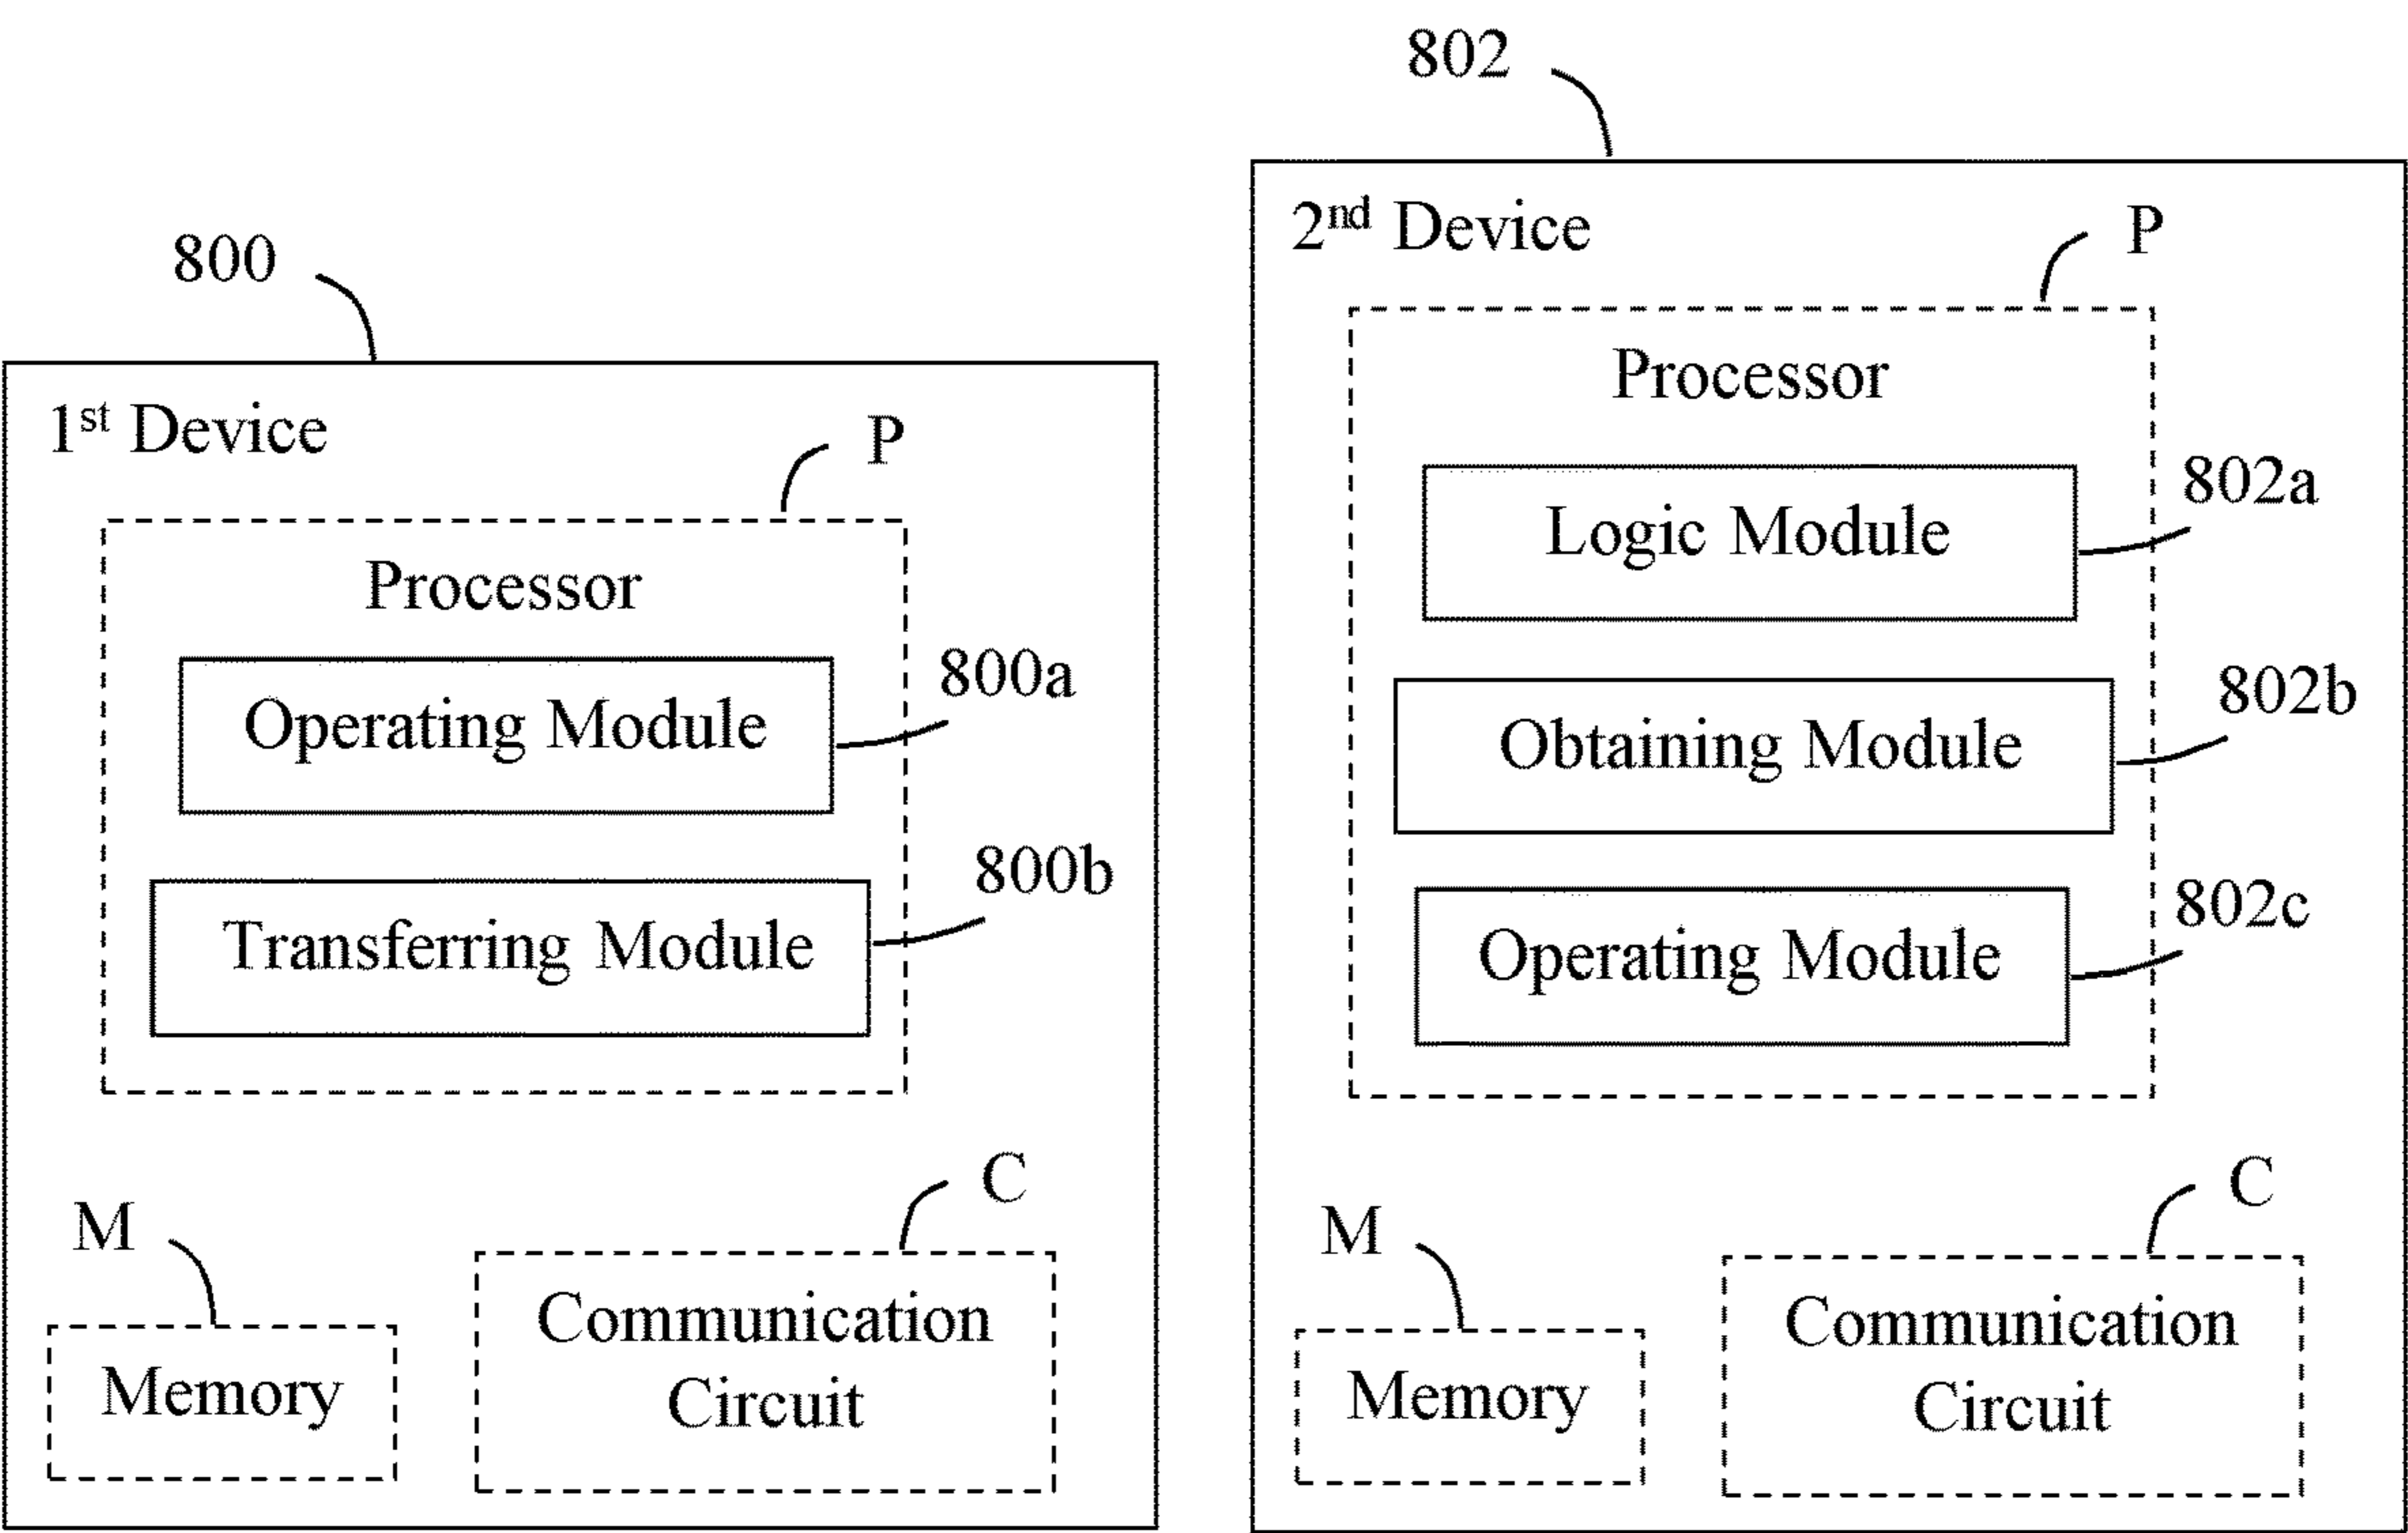 800
1st Device
P
Processor
Operating Module
800a
Transferring Module
800b
M
Memory
C
Communication
Circuit
802
2nd Device
P
Processor
Logic Module
802a
Obtaining Module
802b
Operating Module
802c
M
Memory
C
Communication
Circuit